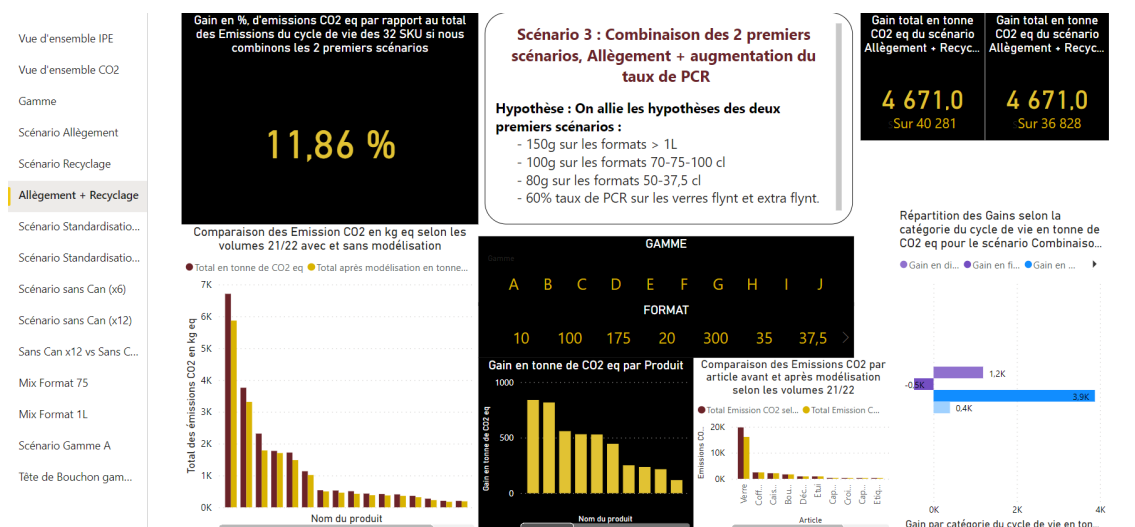 Vue d'ensemble IPE
Vue d'ensemble CO2
Gamme
Scénario Allègement
Scénario Recyclage
Allègement + Recyclage
Scénario Standardisatio...
Scénario Standardisatio...
Scénario sans Can (x6)
Scénario sans Can (x12)
Sans Can x12 vs Sans C...
Mix Format 75
Mix Format 1L
Scénario Gamme A
Tête de Bouchon gam...
Gain en %, d'emissions CO2 eq par rapport au total
des Emissions du cycle de vie des 32 SKU si nous
combinons les 2 premiers scénarios
11,86 %
Scénario 3 : Combinaison des 2 premiers
scénarios, Allègement + augmentation du
taux de PCR
Hypothèse : On allie les hypothèses des deux
premiers scénarios :
- 150g sur les formats > 1L
- 100g sur les formats 70-75-100 cl
- 80g sur les formats 50-37,5 cl
- 60% taux de PCR sur les verres flynt et extra flynt.
Gain total en tonne
CO2 eq du scénario
Allègement + Recyc...
4 671,0
Sur 40 281
Gain total en tonne
CO2 eq du scénario
Allègement + Recyc...
4 671,0
Sur 36 828
Comparaison des Emission CO2 en kg eq selon les
volumes 21/22 avec et sans modélisation
Total en tonne de CO2 eq Total après modélisation en tonne...
Total des émissions CO2 en kg eq
7K
6K
5K
4K
3K
2K
1K
0K
Nom du produit
GAMME
Gamme
A B C D E F G H I J
FORMAT
10 100 175 20 300 35 37,5
Gain en tonne de CO2 eq par Produit
Gain en tonne de CO2 eq
1000
500
0
Nom du produit
Comparaison des Emissions CO2 par
article avant et après modélisation
selon les volumes 21/22
Total Emission CO2 sel... Total Emission C...
Emissions CO...
20K
10K
0K
Verre
Coff...
Cais...
Bou...
Déc...
Etui
Cap...
Croi...
Cap...
Etiq...
Article
Répartition des Gains selon la
catégorie du cycle de vie en tonne de
CO2 eq pour le scénario Combinaiso...
Gain en di... Gain en fi... Gain en ...
1.2K
-0.5K
3.9K
0.4K
0K 2K 4K
Gain par catégorie du cycle de vie en ton...